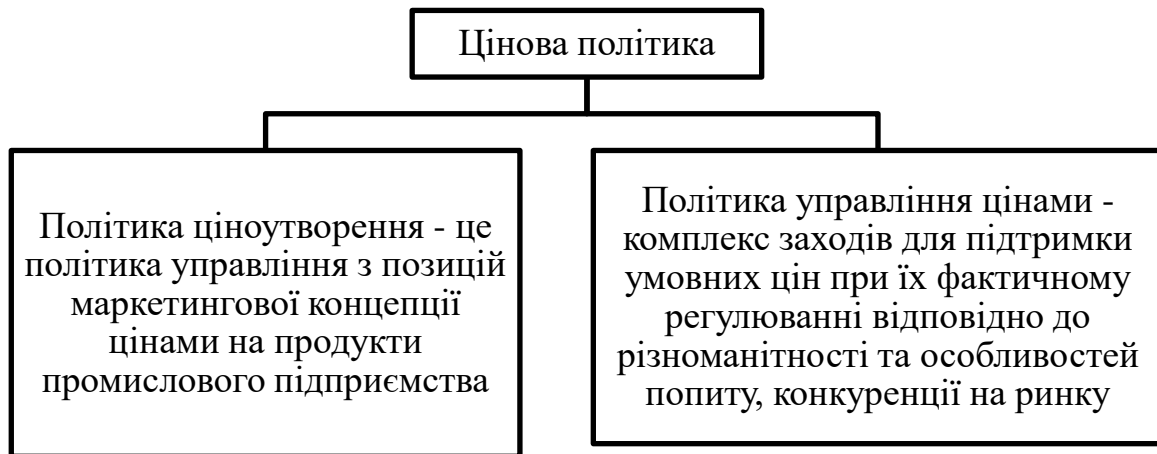 Цінова політика
Політика ціноутворення - це
політика управління з позицій
маркетингової концепції
цінами на продукти
промислового підприємства
Політика управління цінами -
комплекс заходів для підтримки
умовних цін при їх фактичному
регулюванні відповідно до
різноманітності та особливостей
попиту, конкуренції на ринку